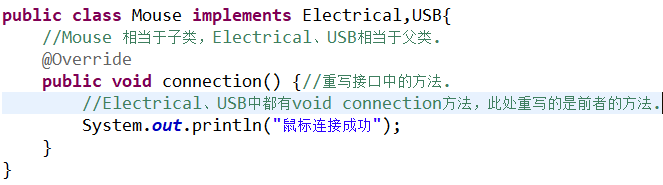 public class Mouse implements Electrical,USB{
//Mouse 相当于子类，Electrical、USB相当于父类.
@Override
public void connection() {//重写接口中的方法.
//Electrical、USB中都有void connection方法，此处重写的是前者的方法.
System.out.println("鼠标连接成功");
}
}